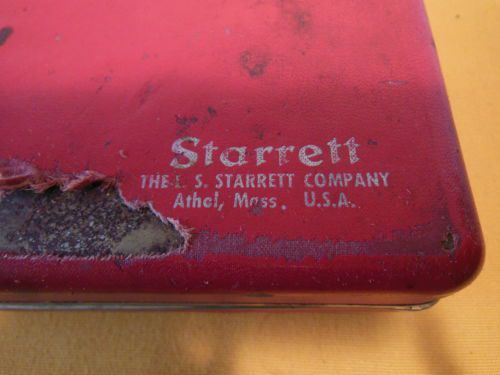 Starrett
THE L. S. STARRETT COMPANY
Athol, Mass. U.S.A.